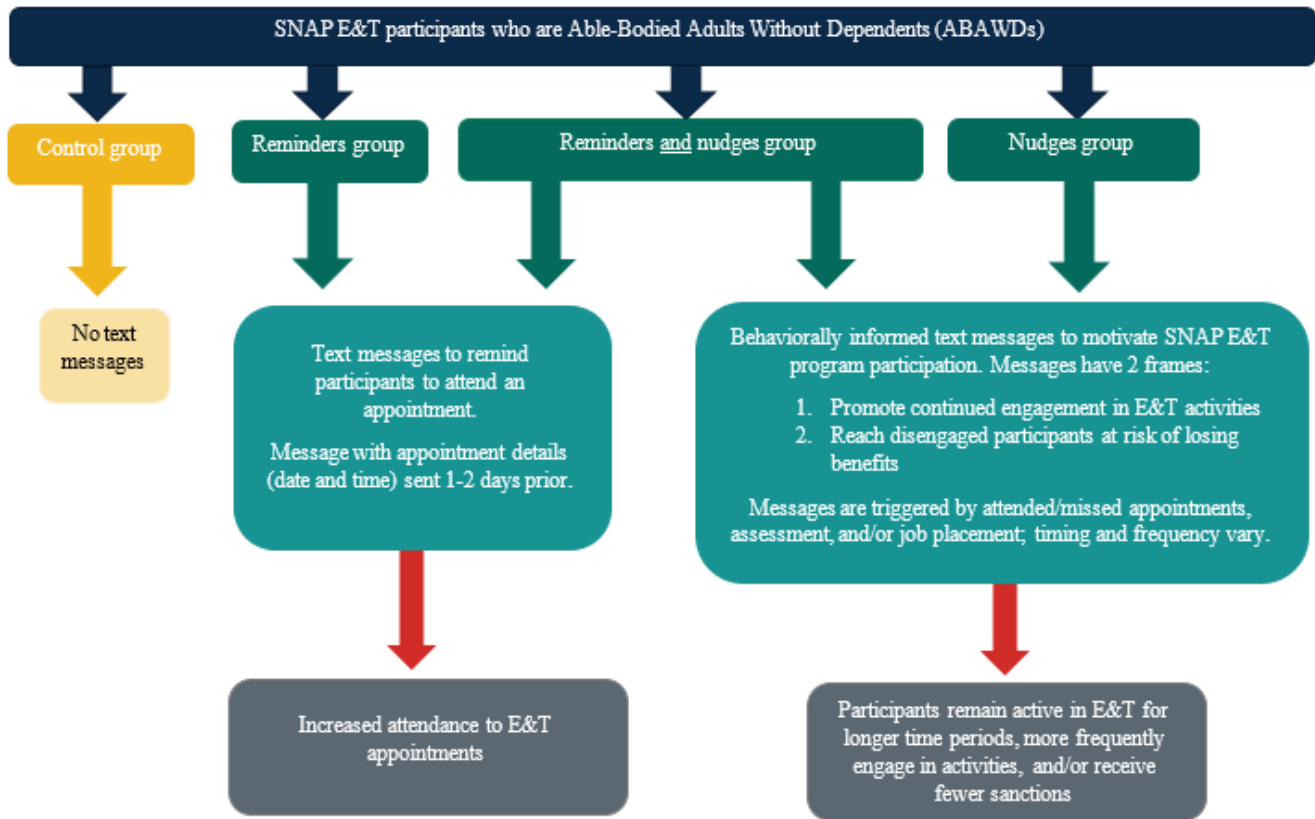 SNAP E&T participants who are Able-Bodied Adults Without Dependents (ABAWDs)
Control group
Reminders group
Reminders and nudges group
Nudges group
No text
messages
Text messages to remind
participants to attend an
appointment.
Message with appointment details
(date and time) sent 1-2 days prior.
Behaviorally informed text messages to motivate SNAP E&T
program participation. Messages have 2 frames:
1. Promote continued engagement in E&T activities
2. Reach disengaged participants at risk of losing
benefits
Messages are triggered by attended/missed appointments,
assessment, and/or job placement; timing and frequency vary.
Increased attendance to E&T
appointments
Participants remain active in E&T for
longer time periods, more frequently
engage in activities, and/or receive
fewer sanctions